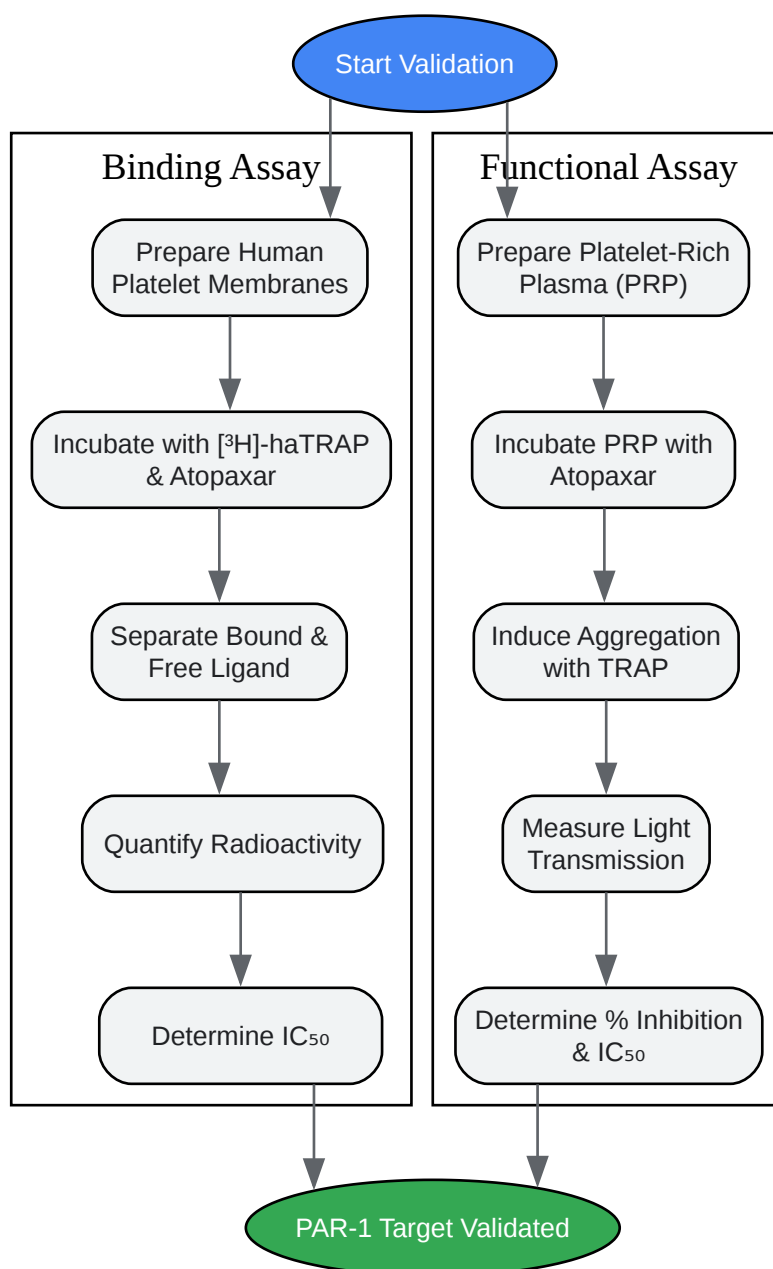 Start Validation
Binding Assay
Prepare Human
Platelet Membranes
Incubate with [³H]-haTRAP
& Atopaxar
Separate Bound &
Free Ligand
Quantify Radioactivity
Determine IC₅₀
Functional Assay
Prepare Platelet-Rich
Plasma (PRP)
Incubate PRP with
Atopaxar
Induce Aggregation
with TRAP
Measure Light
Transmission
Determine % Inhibition
& IC₅₀
PAR-1 Target Validated